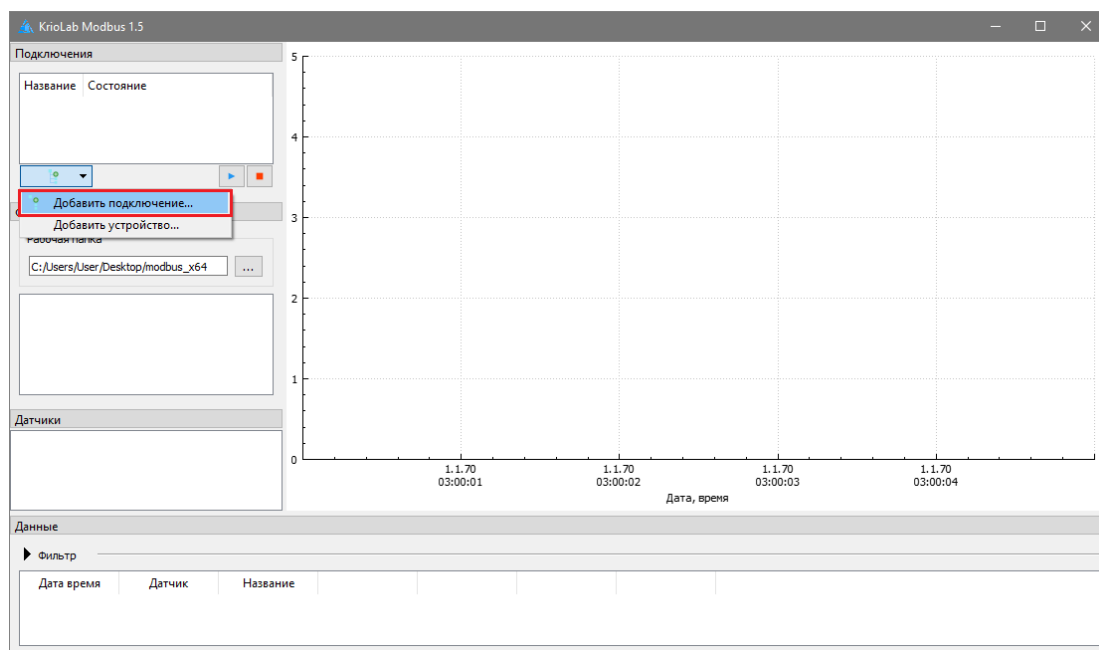 KrioLab Modbus 1.5
Подключения
Название Состояние
Добавить подключение...
Добавить устройство...
Рабочая папка
C:/Users/User/Desktop/modbus_x64 ...
Датчики
5
4
3
2
1
0
1.1.70 1.1.70 1.1.70 1.1.70
03:00:01 03:00:02 03:00:03 03:00:04
Дата, время
Данные
Фильтр
Дата время Датчик Название